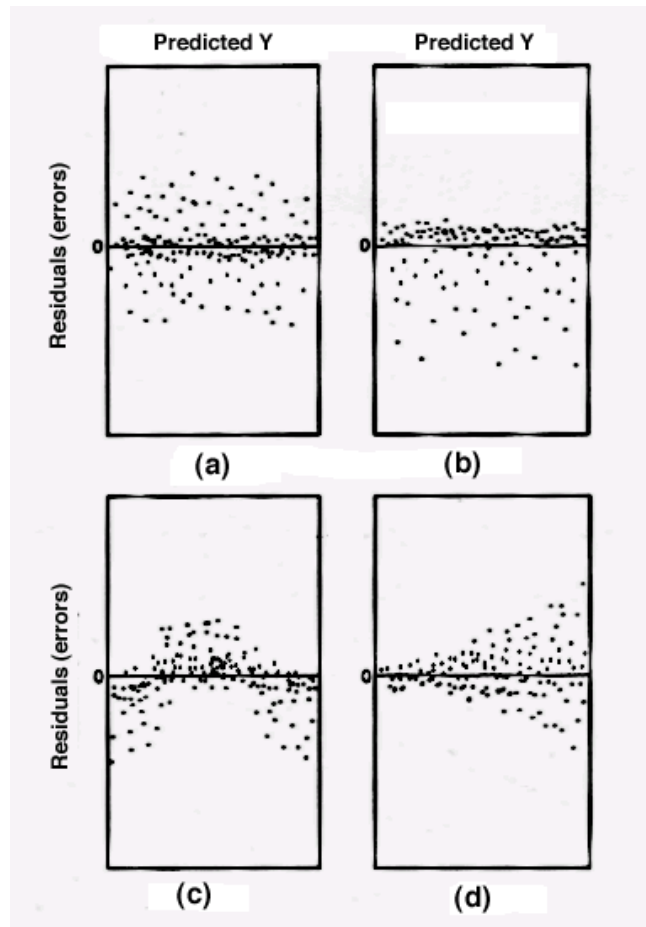 Predicted Y Predicted Y
Residuals (errors)
0 0
(a) (b)
Residuals (errors)
0 0
(c) (d)